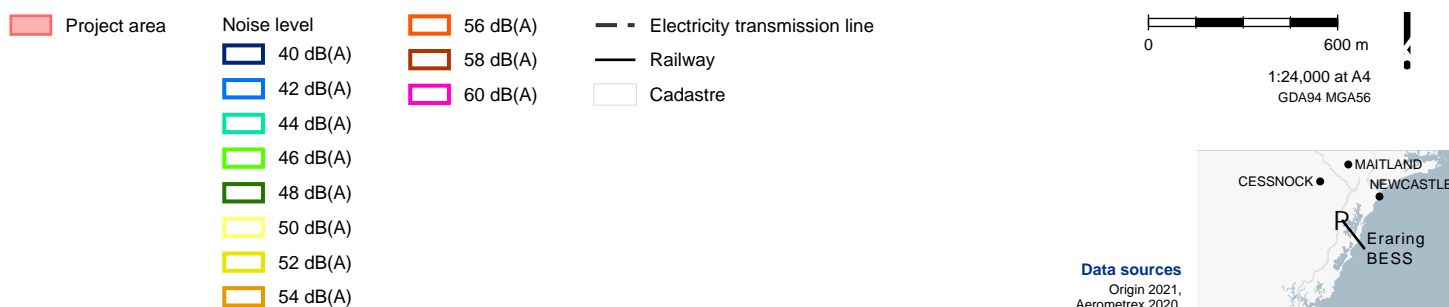 Project area
Noise level
40 dB(A)
42 dB(A)
44 dB(A)
46 dB(A)
48 dB(A)
50 dB(A)
52 dB(A)
54 dB(A)
56 dB(A)
58 dB(A)
60 dB(A)
Electricity transmission line
Railway
Cadastre
0 600 m
1:24,000 at A4
GDA94 MGA56
MAITLAND
CESSNOCK
NEWCASTLE
R
Eraring
BESS
Data sources
Origin 2021,
Aerometrex 2020,